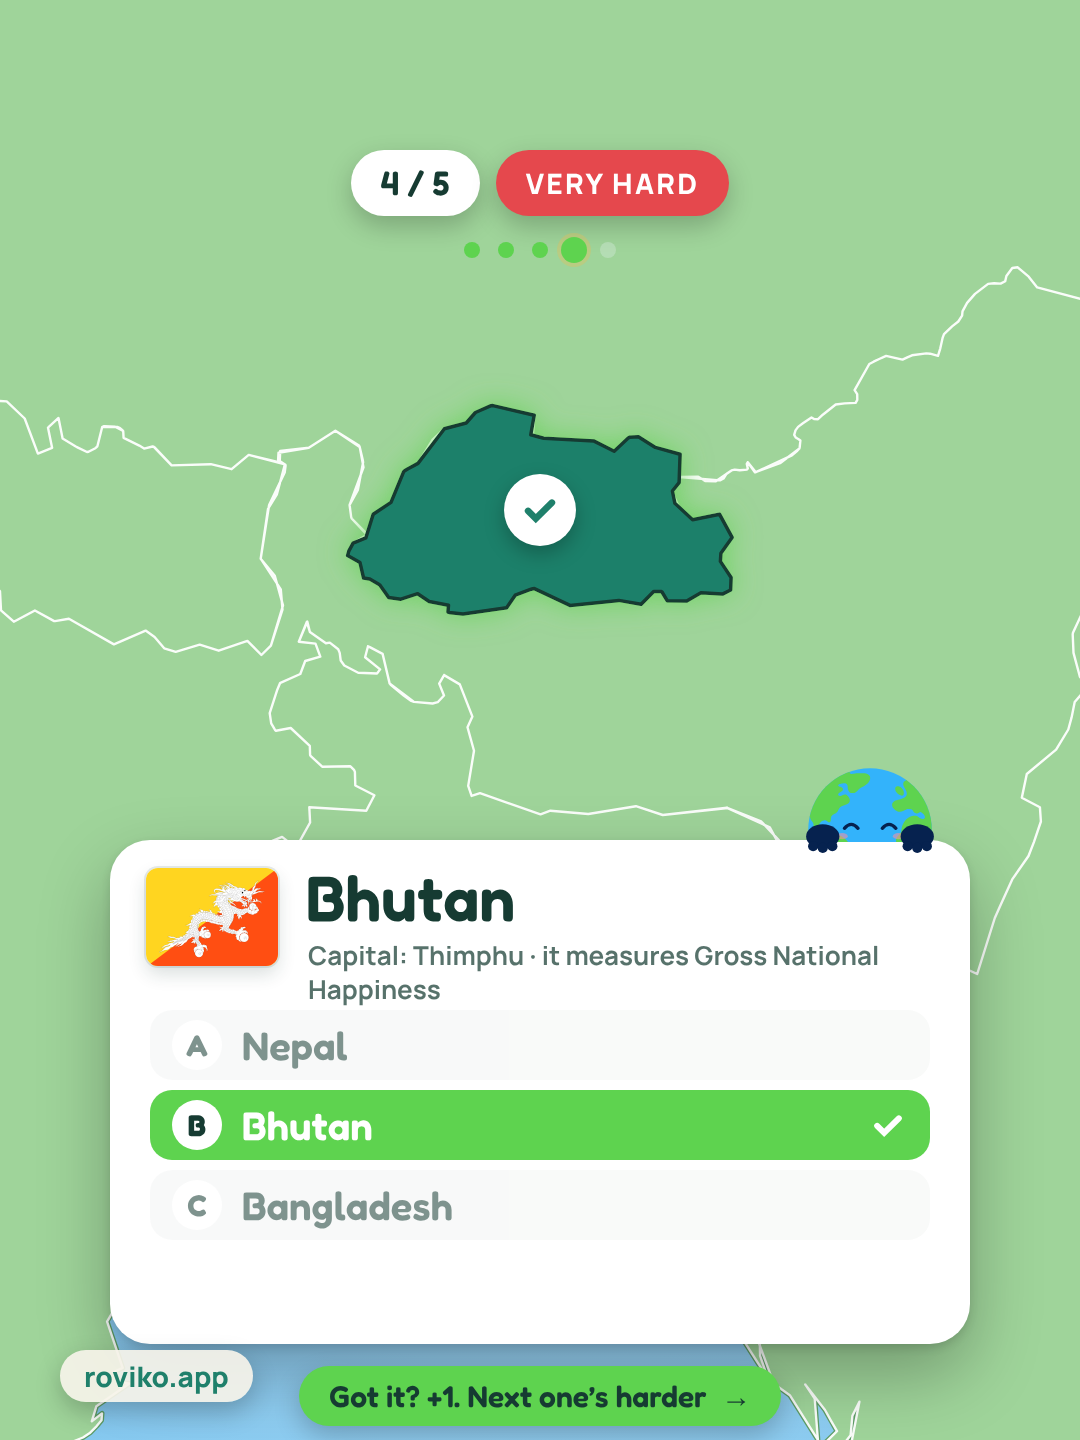 4 / 5
VERY HARD
Bhutan
Capital: Thimphu · it measures Gross National
Happiness
A Nepal
B Bhutan
C Bangladesh
roviko.app
Got it? +1. Next one’s harder →